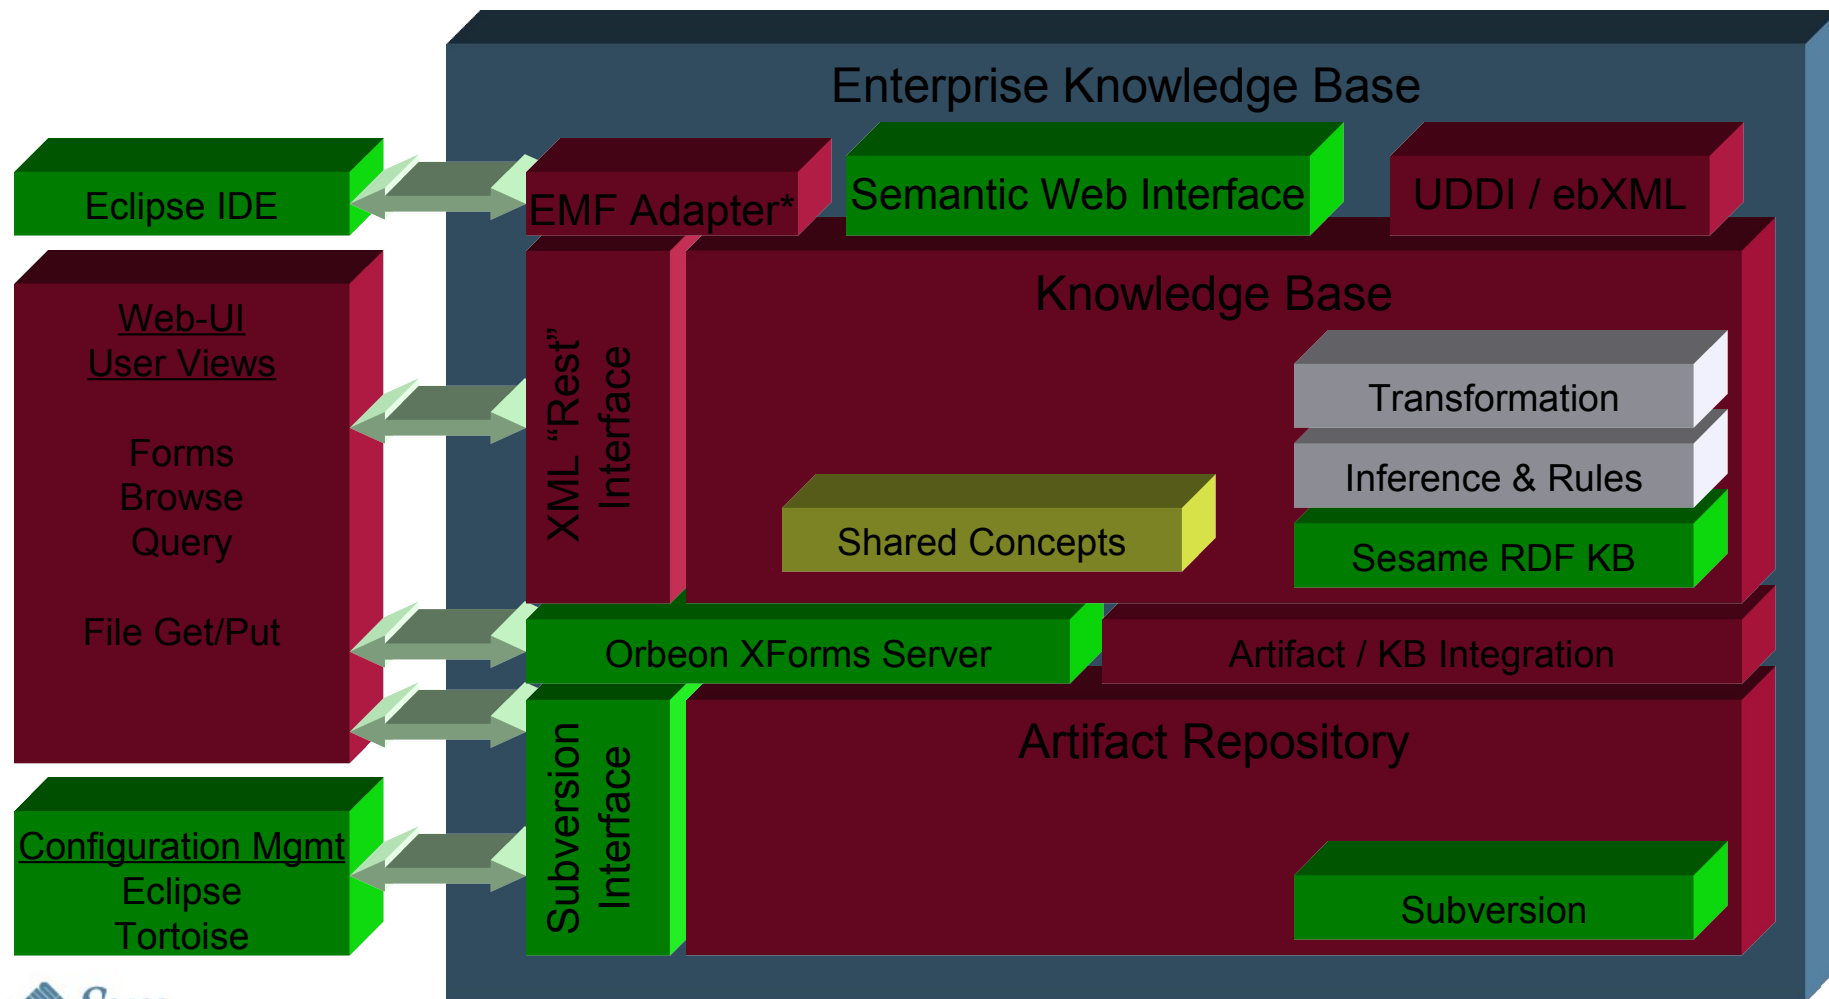 Enterprise Knowledge Base
Eclipse IDE
EMF Adapter*
Semantic Web Interface
UDDI / ebXML
Web-UI
User Views
Forms
Browse
Query
File Get/Put
XML “Rest”
Interface
Knowledge Base
Transformation
Inference & Rules
Sesame RDF KB
Shared Concepts
Orbeon XForms Server
Artifact / KB Integration
Subversion
Interface
Artifact Repository
Subversion
Configuration Mgmt
Eclipse
Tortoise